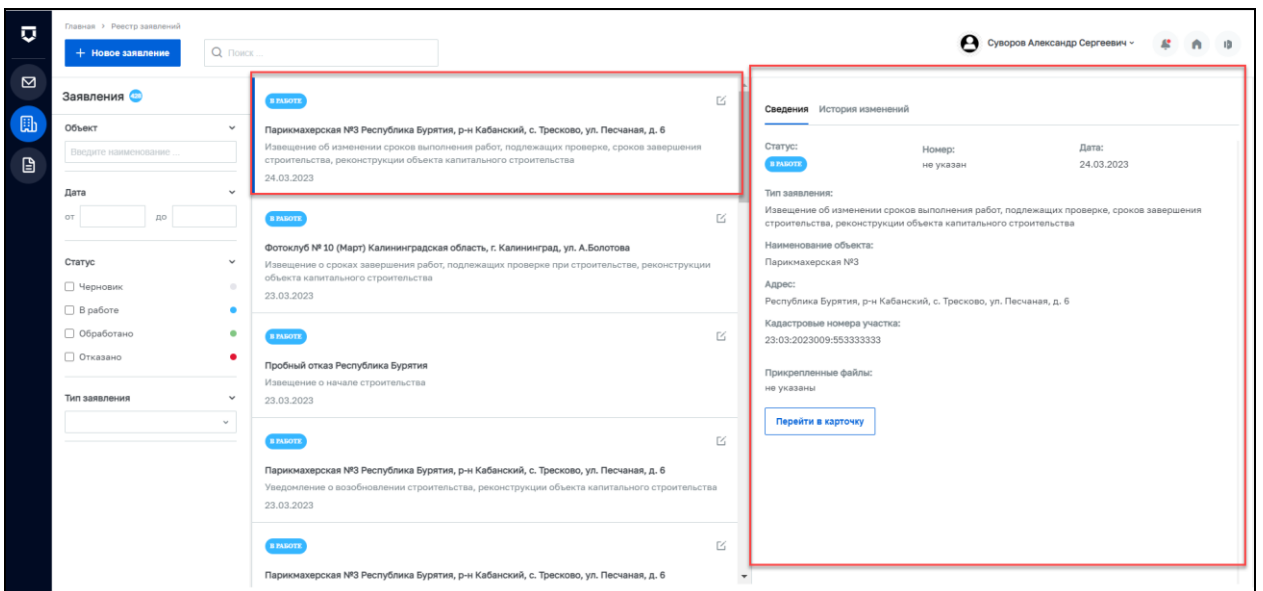 Главная > Реестр заявлений
+ Новое заявление
Поиск ...
Суворов Александр Сергеевич
Заявления
Объект
Введите наименование ...
Дата
от
до
Статус
Черновик
В работе
Обработано
Отказано
Тип заявления
В РАБОТЕ
Парикмахерская №3 Республика Бурятия, р-н Кабанский, с. Тресково, ул. Песчаная, д. 6
Извещение об изменении сроков выполнения работ, подлежащих проверке, сроков завершения
строительства, реконструкции объекта капитального строительства
24.03.2023
В РАБОТЕ
Фотоклуб № 10 (Март) Калининградская область, г. Калининград, ул. А.Болотова
Извещение о сроках завершения работ, подлежащих проверке при строительстве, реконструкции
объекта капитального строительства
23.03.2023
В РАБОТЕ
Пробный отказ Республика Бурятия
Извещение о начале строительства
23.03.2023
В РАБОТЕ
Парикмахерская №3 Республика Бурятия, р-н Кабанский, с. Тресково, ул. Песчаная, д. 6
Уведомление о возобновлении строительства, реконструкции объекта капитального строительства
23.03.2023
В РАБОТЕ
Парикмахерская №3 Республика Бурятия, р-н Кабанский, с. Тресково, ул. Песчаная, д. 6
Сведения История изменений
Статус: Номер: Дата:
В РАБОТЕ не указан 24.03.2023
Тип заявления:
Извещение об изменении сроков выполнения работ, подлежащих проверке, сроков завершения
строительства, реконструкции объекта капитального строительства
Наименование объекта:
Парикмахерская №3
Адрес:
Республика Бурятия, р-н Кабанский, с. Тресково, ул. Песчаная, д. 6
Кадастровые номера участка:
23:03:2023009:553333333
Прикрепленные файлы:
не указаны
Перейти в карточку